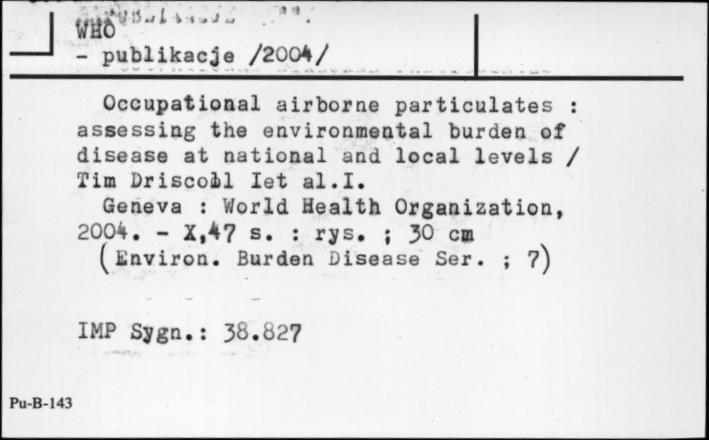 WHO
- publikacje /2004/
Occupational airborne particulates :
assessing the environmental burden of
disease at national and local levels /
Tim Driscoll Iet al.I.
Geneva : World Health Organization,
2004. - X,47 s. : rys. ; 30 cm
(Environ. Burden Disease Ser. ; 7)
IMP Sygn.: 38.827
Pu-B-143